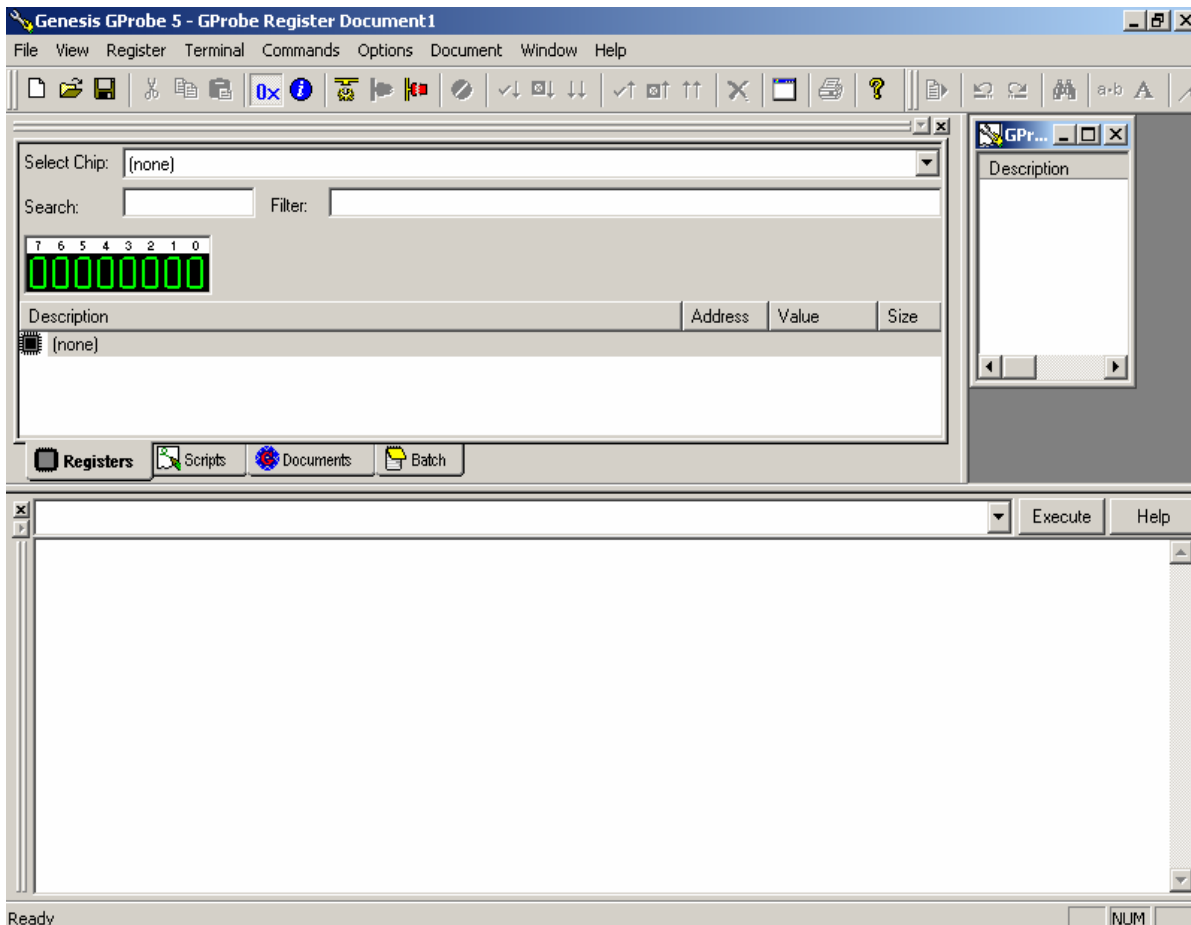 Genesis GProbe 5 - GProbe Register Document1
File View Register Terminal Commands Options Document Window Help
0x a·b A
GPr...
Select Chip: (none)
Description
Search: Filter:
7 6 5 4 3 2 1 0
00000000
Description Address Value Size
(none)
Registers Scripts Documents Batch
Execute Help
Ready NUM